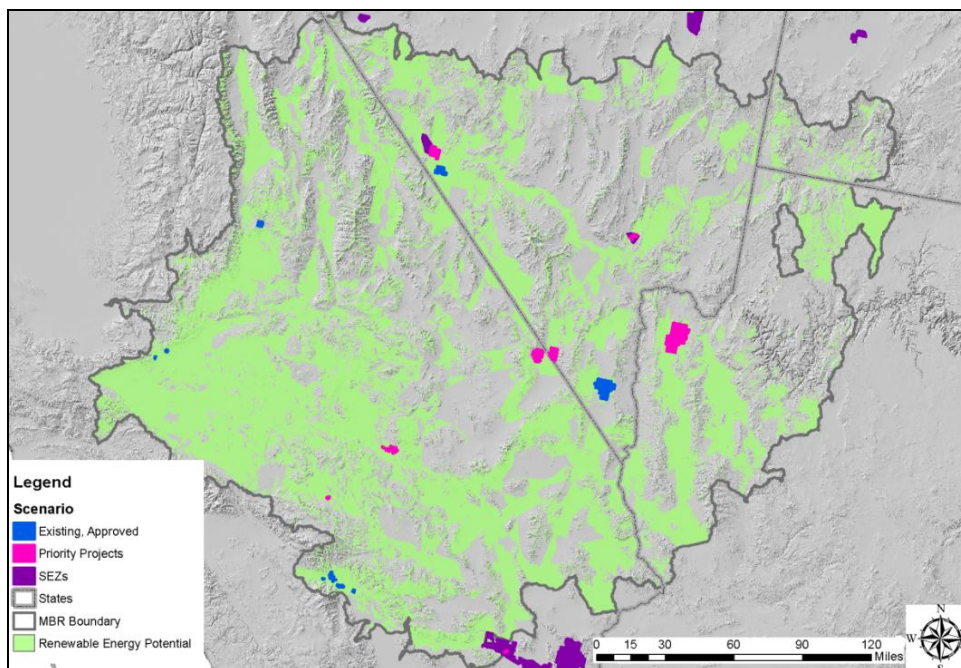 Legend
Scenario
Existing, Approved
Priority Projects
SEZs
States
MBR Boundary
Renewable Energy Potential
0 15 30 60 90 120
Miles
N
W E
S